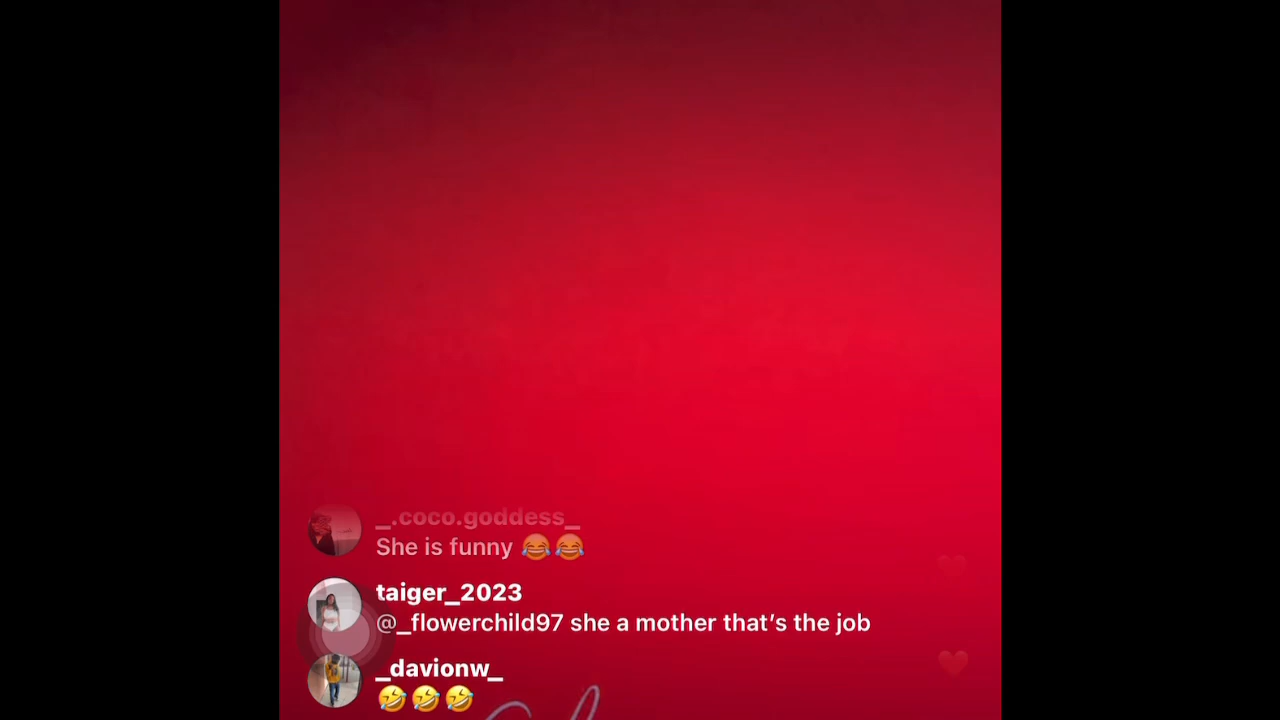 _.coco.goddess_
She is funny 😂😂
taiger_2023
@_flowerchild97 she a mother that's the job
_davionw_
🤣🤣🤣